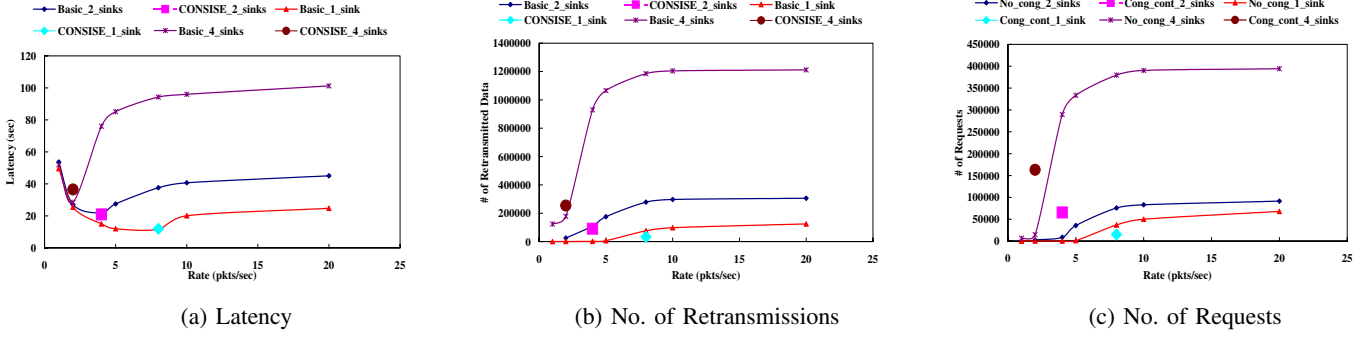 Basic_2_sinks CONSISE_2_sinks Basic_1_sink
CONSISE_1_sink Basic_4_sinks CONSISE_4_sinks
120
100
80
60
40
20
0
Latency (sec)
0 5 10 15 20 25
Rate (pkts/sec)
(a) Latency
Basic_2_sinks CONSISE_2_sinks Basic_1_sink
CONSISE_1_sink Basic_4_sinks CONSISE_4_sinks
1400000
1200000
1000000
800000
600000
400000
200000
0
# of Retransmitted Data
0 5 10 15 20 25
Rate (pkts/sec)
(b) No. of Retransmissions
No_cong_2_sinks Cong_cont_2_sinks No_cong_1_sink
Cong_cont_1_sink No_cong_4_sinks Cong_cont_4_sinks
450000
400000
350000
300000
250000
200000
150000
100000
50000
0
# of Requests
0 5 10 15 20 25
Rate (pkts/sec)
(c) No. of Requests